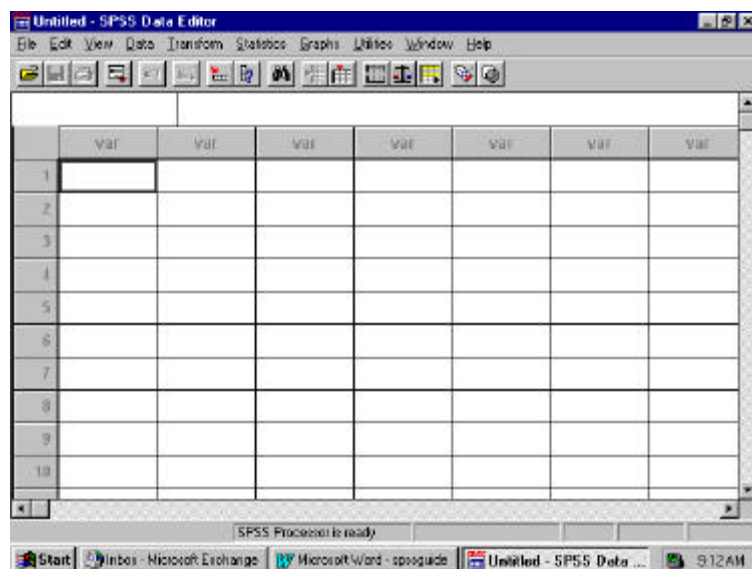 Untitled - SPSS Data Editor
File Edit View Data Transform Statistics Graphs Utilities Window Help
var var var var var var var
1
2
3
4
5
6
7
8
9
10
SPSS Processor is ready
Start Inbox - Microsoft Exchange Microsoft Word - spssguide Untitled - SPSS Data ... 9:12 AM